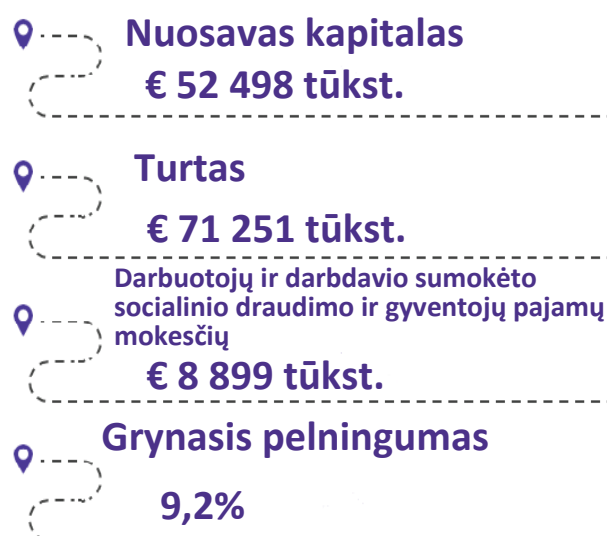 Nuosavas kapitalas
€ 52 498 tūkst.
Turtas
€ 71 251 tūkst.
Darbuotojų ir darbdavio sumokėto
socialinio draudimo ir gyventojų pajamų
mokesčių
€ 8 899 tūkst.
Grynasis pelningumas
9,2%